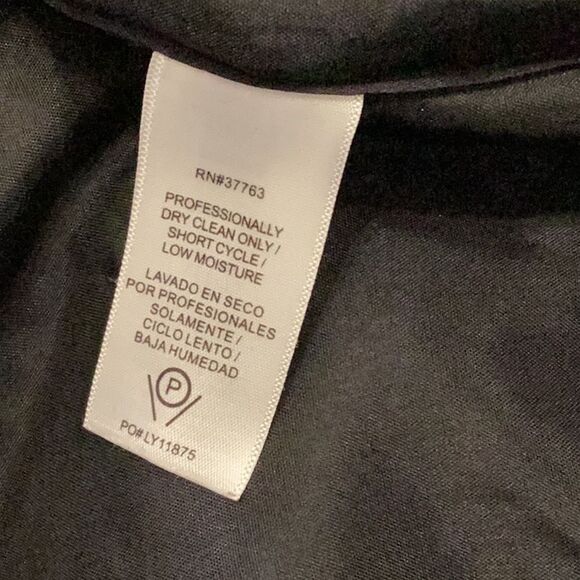 RN#37763
PROFESSIONALLY
DRY CLEAN ONLY /
SHORT CYCLE /
LOW MOISTURE
LAVADO EN SECO
POR PROFESIONALES
SOLAMENTE /
CICLO LENTO /
BAJA HUMEDAD
P
PO# LY11875